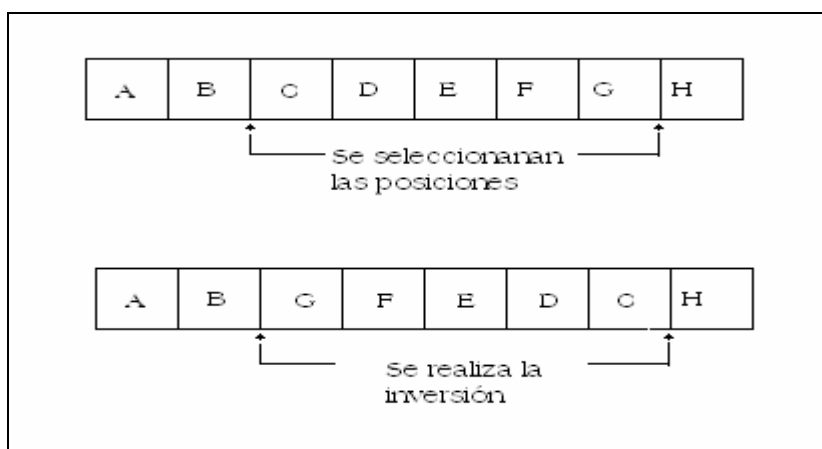 A B C D E F G H
Se seleccionanan
las posiciones
A B G F E D C H
Se realiza la
inversión